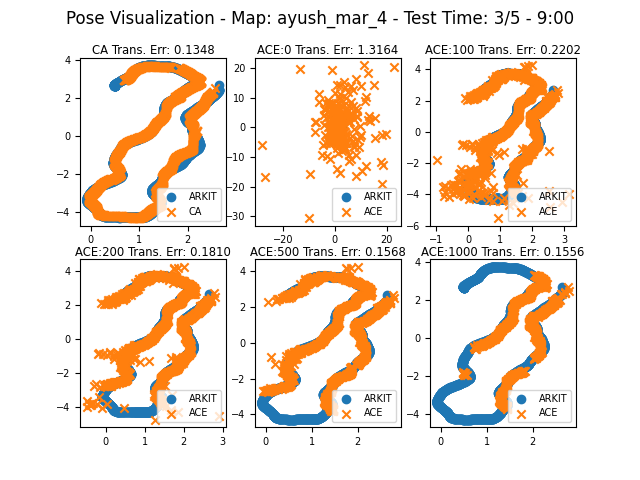 Pose Visualization - Map: ayush_mar_4 - Test Time: 3/5 - 9:00
CA Trans. Err: 0.1348
4
2
0
−2
−4
0
1
2
ARKIT
CA
ACE:0 Trans. Err: 1.3164
20
10
0
−10
−20
−30
−20
0
20
ARKIT
ACE
ACE:100 Trans. Err: 0.2202
4
2
0
−2
−4
−6
−1
0
1
2
3
ARKIT
ACE
ACE:200 Trans. Err: 0.1810
4
2
0
−2
−4
0
1
2
3
ARKIT
ACE
ACE:500 Trans. Err: 0.1568
4
2
0
−2
−4
0
1
2
ARKIT
ACE
ACE:1000 Trans. Err: 0.1556
4
2
0
−2
−4
0
1
2
ARKIT
ACE